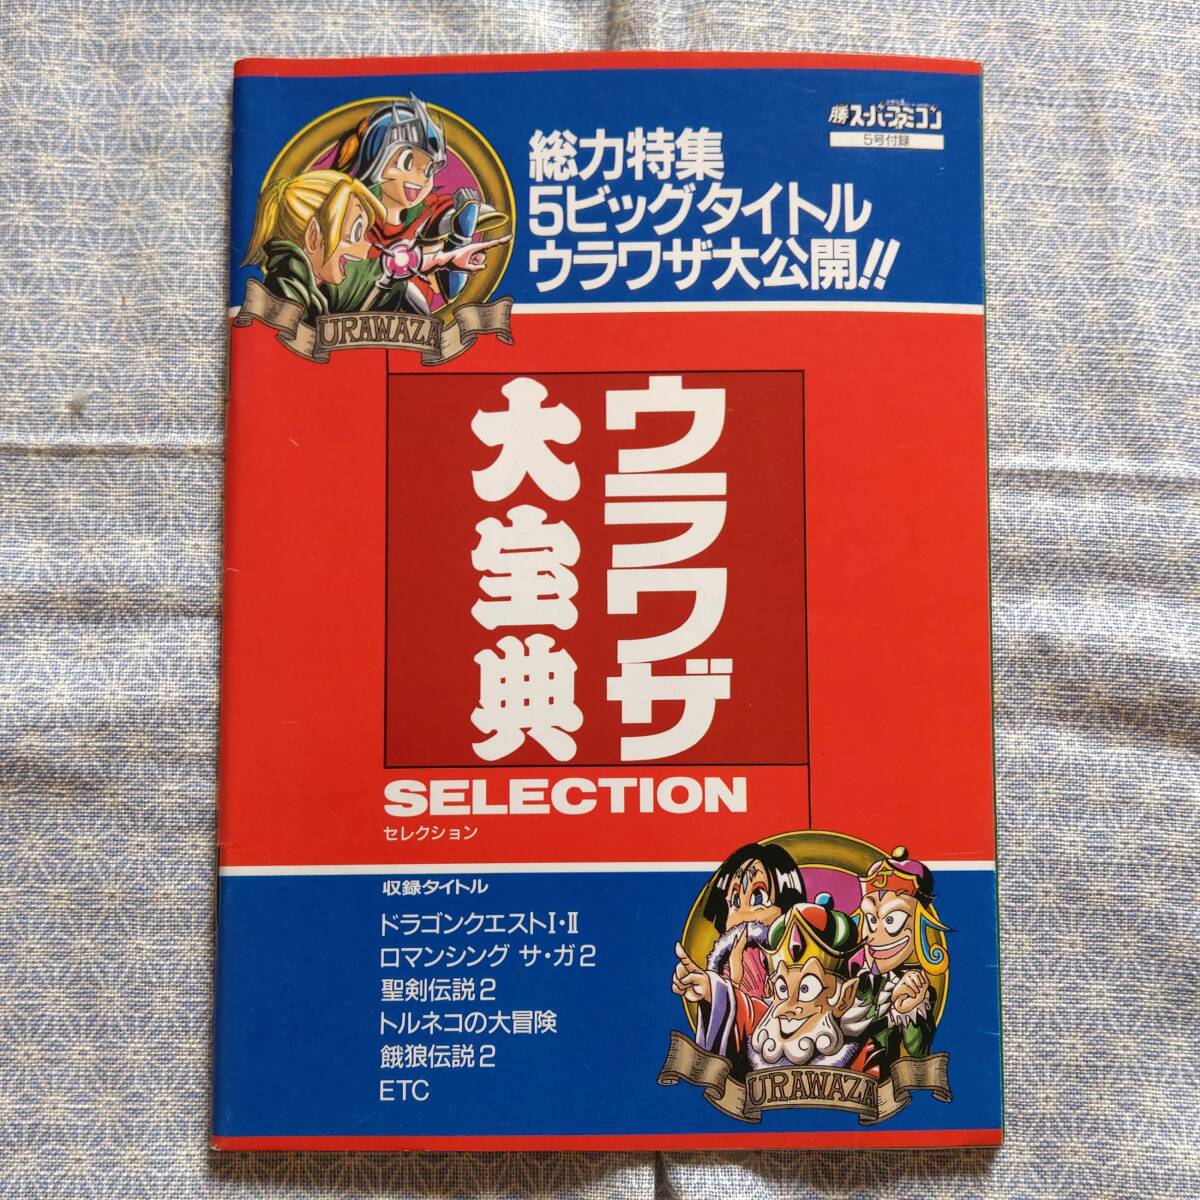 勝スーパーファミコン
5号付録
総力特集
5ビッグタイトル
ウラワザ大公開!!
URAWAZA
ウラワザ
大宝典
SELECTION
セレクション
収録タイトル
ドラゴンクエストI・II
ロマンシング サ・ガ2
聖剣伝説2
トルネコの大冒険
餓狼伝説2
ETC
URAWAZA